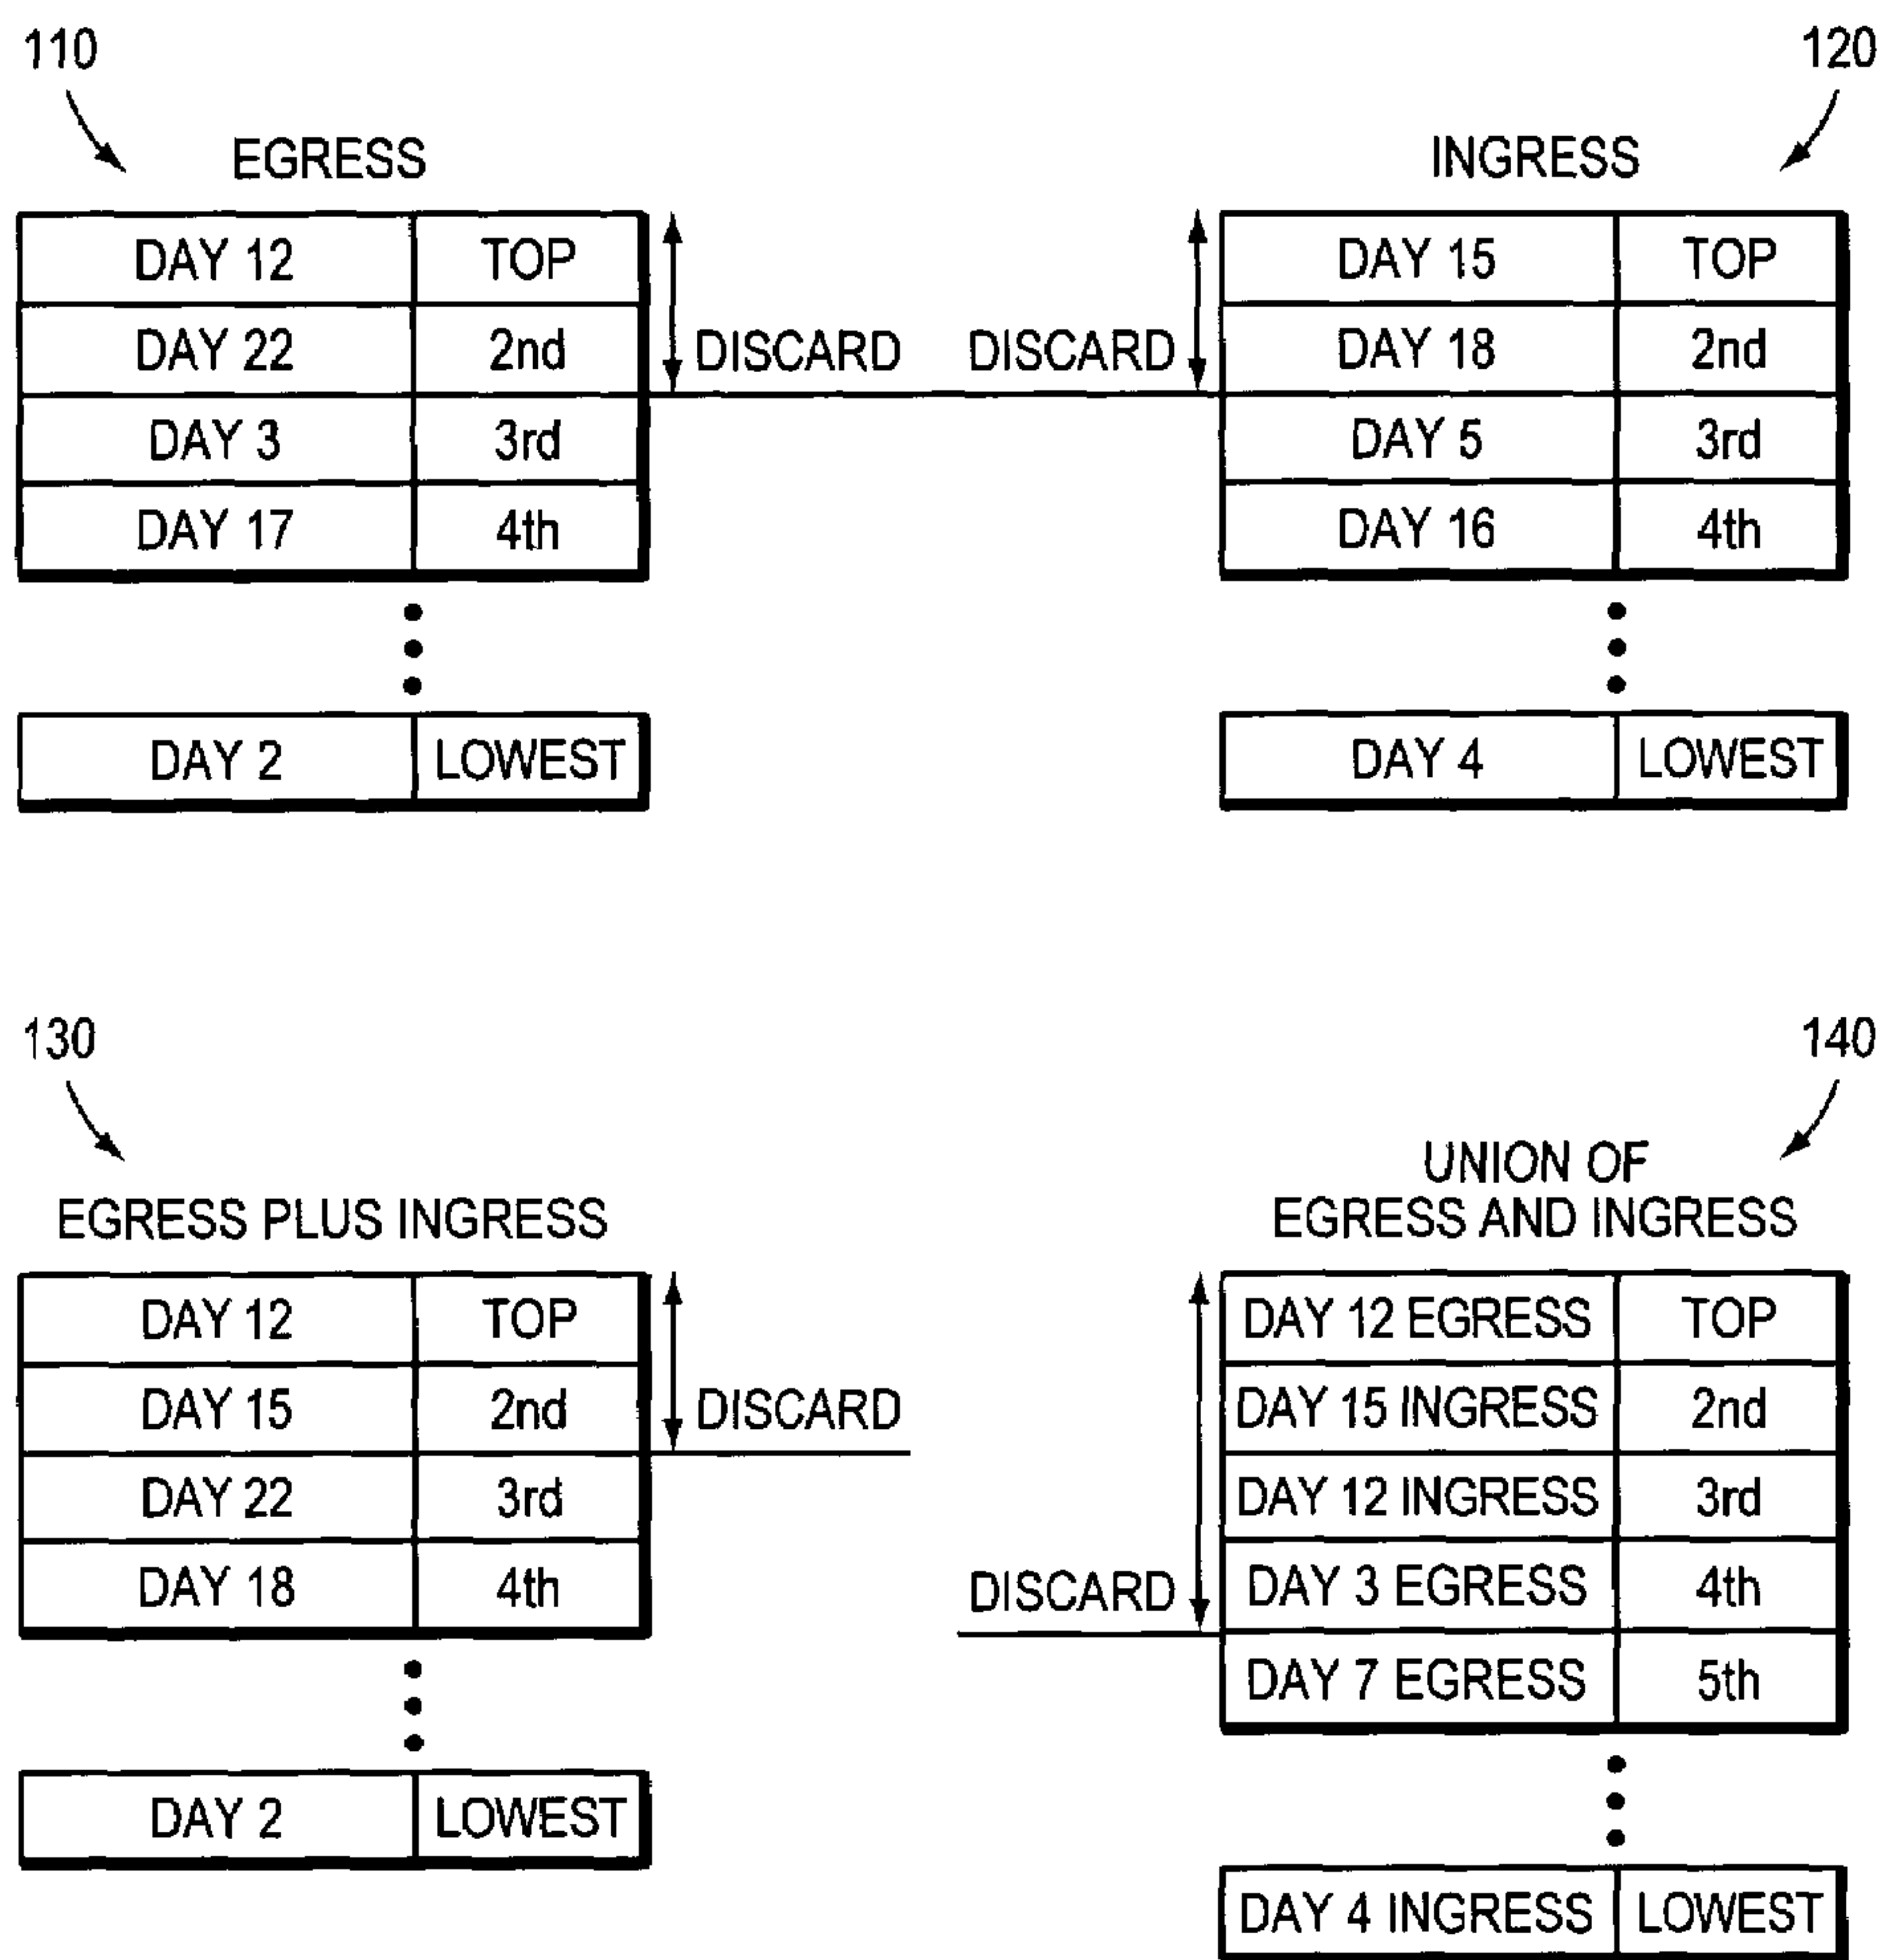 110
EGRESS
DAY 12 TOP
DAY 22 2nd
DAY 3 3rd
DAY 17 4th
DAY 2 LOWEST
DISCARD
120
INGRESS
DISCARD
DAY 15 TOP
DAY 18 2nd
DAY 5 3rd
DAY 16 4th
DAY 4 LOWEST
130
EGRESS PLUS INGRESS
DAY 12 TOP
DAY 15 2nd
DAY 22 3rd
DAY 18 4th
DAY 2 LOWEST
DISCARD
140
UNION OF
EGRESS AND INGRESS
DISCARD
DAY 12 EGRESS TOP
DAY 15 INGRESS 2nd
DAY 12 INGRESS 3rd
DAY 3 EGRESS 4th
DAY 7 EGRESS 5th
DAY 4 INGRESS LOWEST